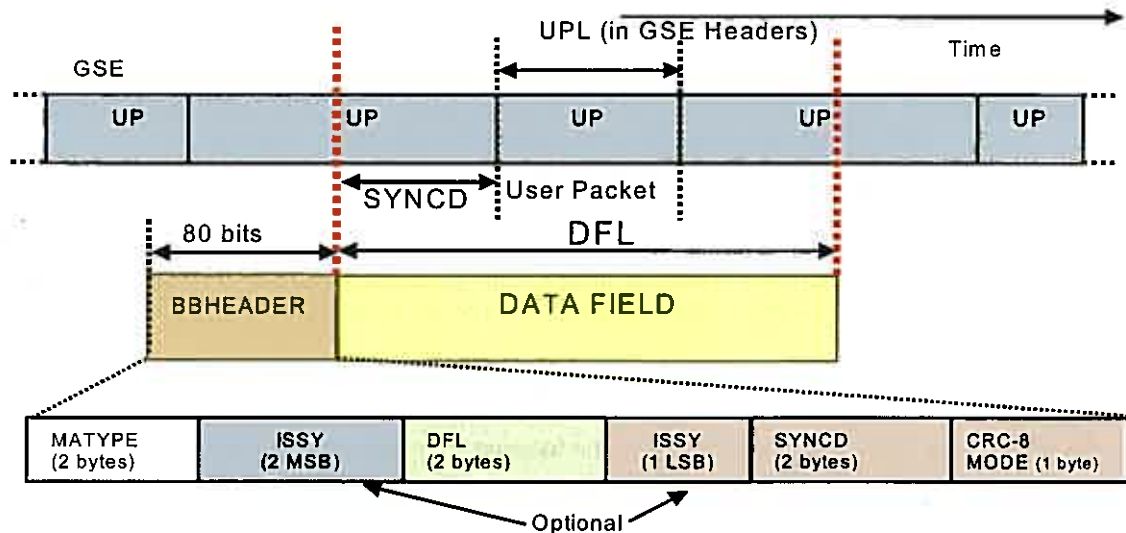 UPL (in GSE Headers)
Time
GSE
UP UP UP UP UP
SYNCD
User Packet
80 bits
DFL
BBHEADER
DATA FIELD
MATYPE
(2 bytes)
ISSY
(2 MSB)
DFL
(2 bytes)
ISSY
(1 LSB)
SYNCD
(2 bytes)
CRC-8
MODE (1 byte)
Optional